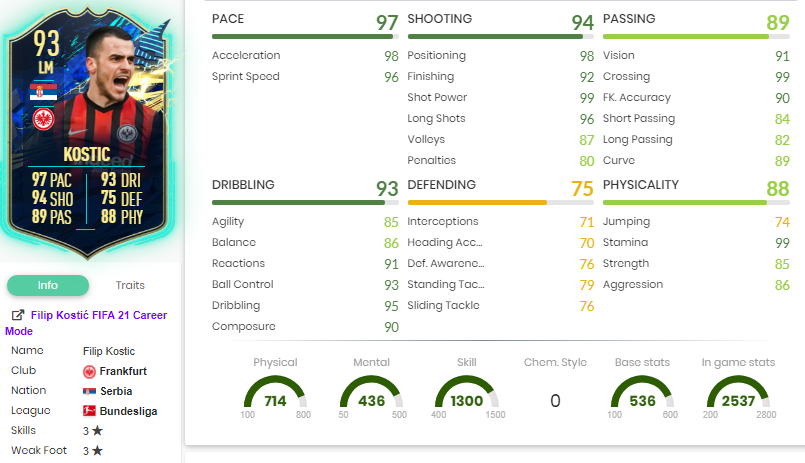 93
LM
KOSTIC
97 PAC 93 DRI
94 SHO 75 DEF
89 PAS 88 PHY
Info Traits
Filip Kostić FIFA 21 Career
Mode
Name Filip Kostic
Club Frankfurt
Nation Serbia
League Bundesliga
Skills 3 ★
Weak Foot 3 ★
PACE 97
Acceleration 98
Sprint Speed 96
SHOOTING 94
Positioning 98
Finishing 92
Shot Power 99
Long Shots 96
Volleys 87
Penalties 80
PASSING 89
Vision 91
Crossing 99
FK. Accuracy 90
Short Passing 84
Long Passing 82
Curve 89
DRIBBLING 93
Agility 85
Balance 86
Reactions 91
Ball Control 93
Dribbling 95
Composure 90
DEFENDING 75
Interceptions 71
Heading Acc... 70
Def. Awarene... 76
Standing Tac... 79
Sliding Tackle 76
PHYSICALITY 88
Jumping 74
Stamina 99
Strength 85
Aggression 86
Physical Mental Skill Chem. Style Base stats In game stats
714 436 1300 0 536 2537
100 800 50 500 400 1500 100 600 200 2800